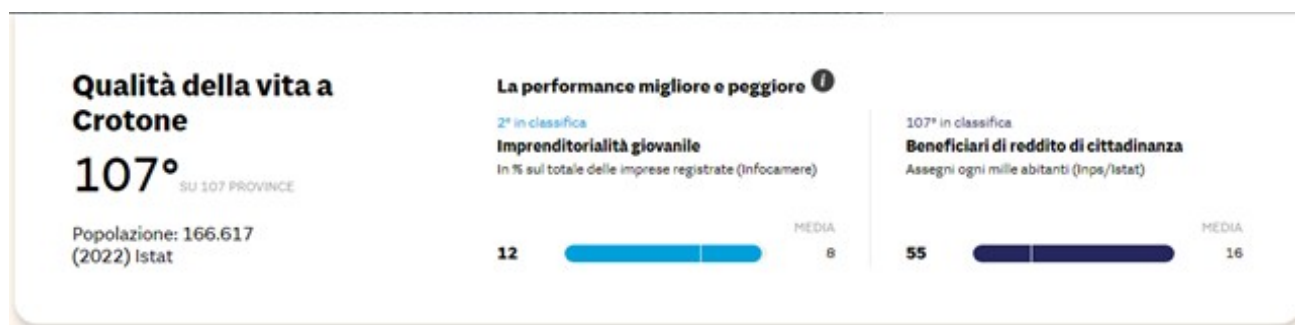 Qualità della vita a
Crotone
107°
SU 107 PROVINCE
Popolazione: 166.617
(2022) Istat
La performance migliore e peggiore i
2° in classifica
Imprenditorialità giovanile
In % sul totale delle imprese registrate (Infocamere)
MEDIA
12 8
107° in classifica
Beneficiari di reddito di cittadinanza
Assegni ogni mille abitanti (Inps/Istat)
MEDIA
55 16